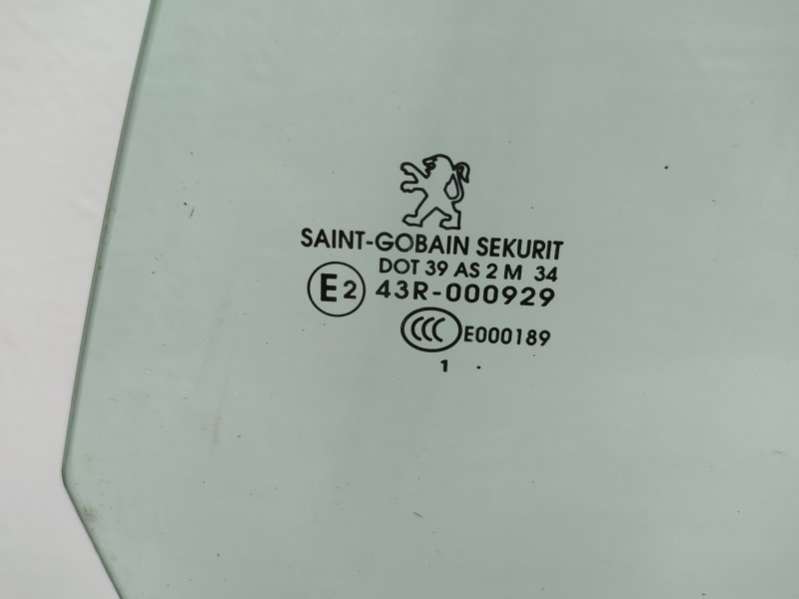 SAINT-GOBAIN SEKURIT
DOT 39 AS 2 M 34
E2 43R-000929
CCC E000189
1 .